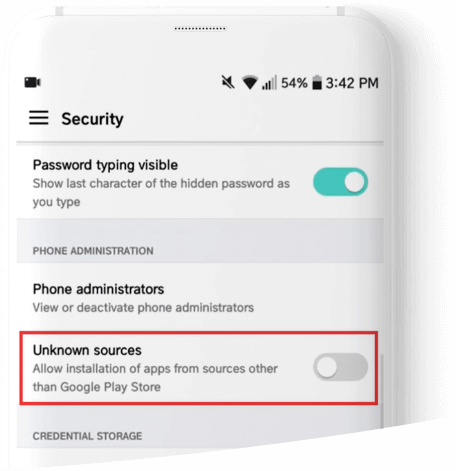 54% 3:42 PM
Security
Password typing visible
Show last character of the hidden password as
you type
PHONE ADMINISTRATION
Phone administrators
View or deactivate phone administrators
Unknown sources
Allow installation of apps from sources other
than Google Play Store
CREDENTIAL STORAGE